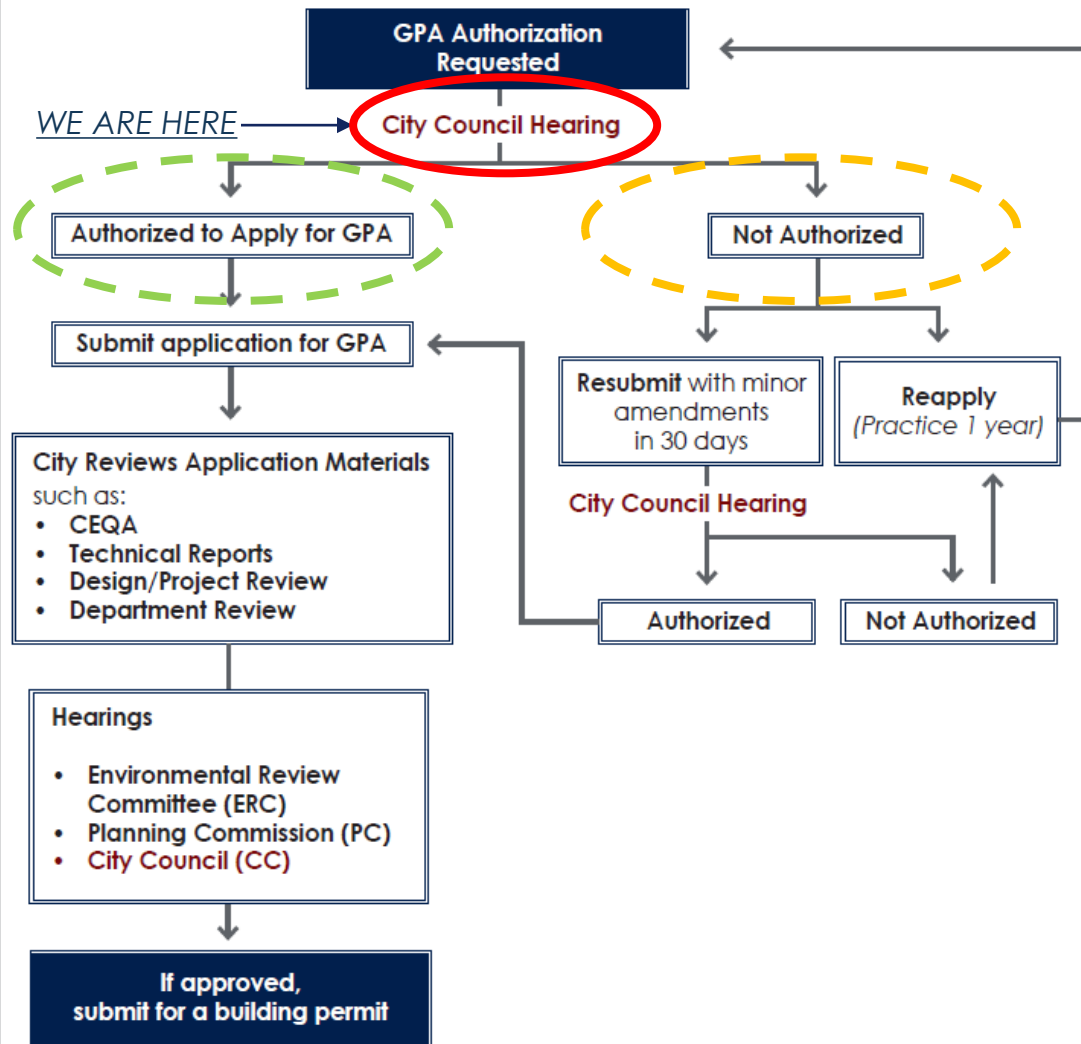 GPA Authorization
Requested
WE ARE HERE
City Council Hearing
Authorized to Apply for GPA
Not Authorized
Submit application for GPA
Resubmit with minor
amendments
in 30 days
Reapply
(Practice 1 year)
City Reviews Application Materials
such as:
• CEQA
• Technical Reports
• Design/Project Review
• Department Review
City Council Hearing
Authorized
Not Authorized
Hearings
• Environmental Review
Committee (ERC)
• Planning Commission (PC)
• City Council (CC)
If approved,
submit for a building permit